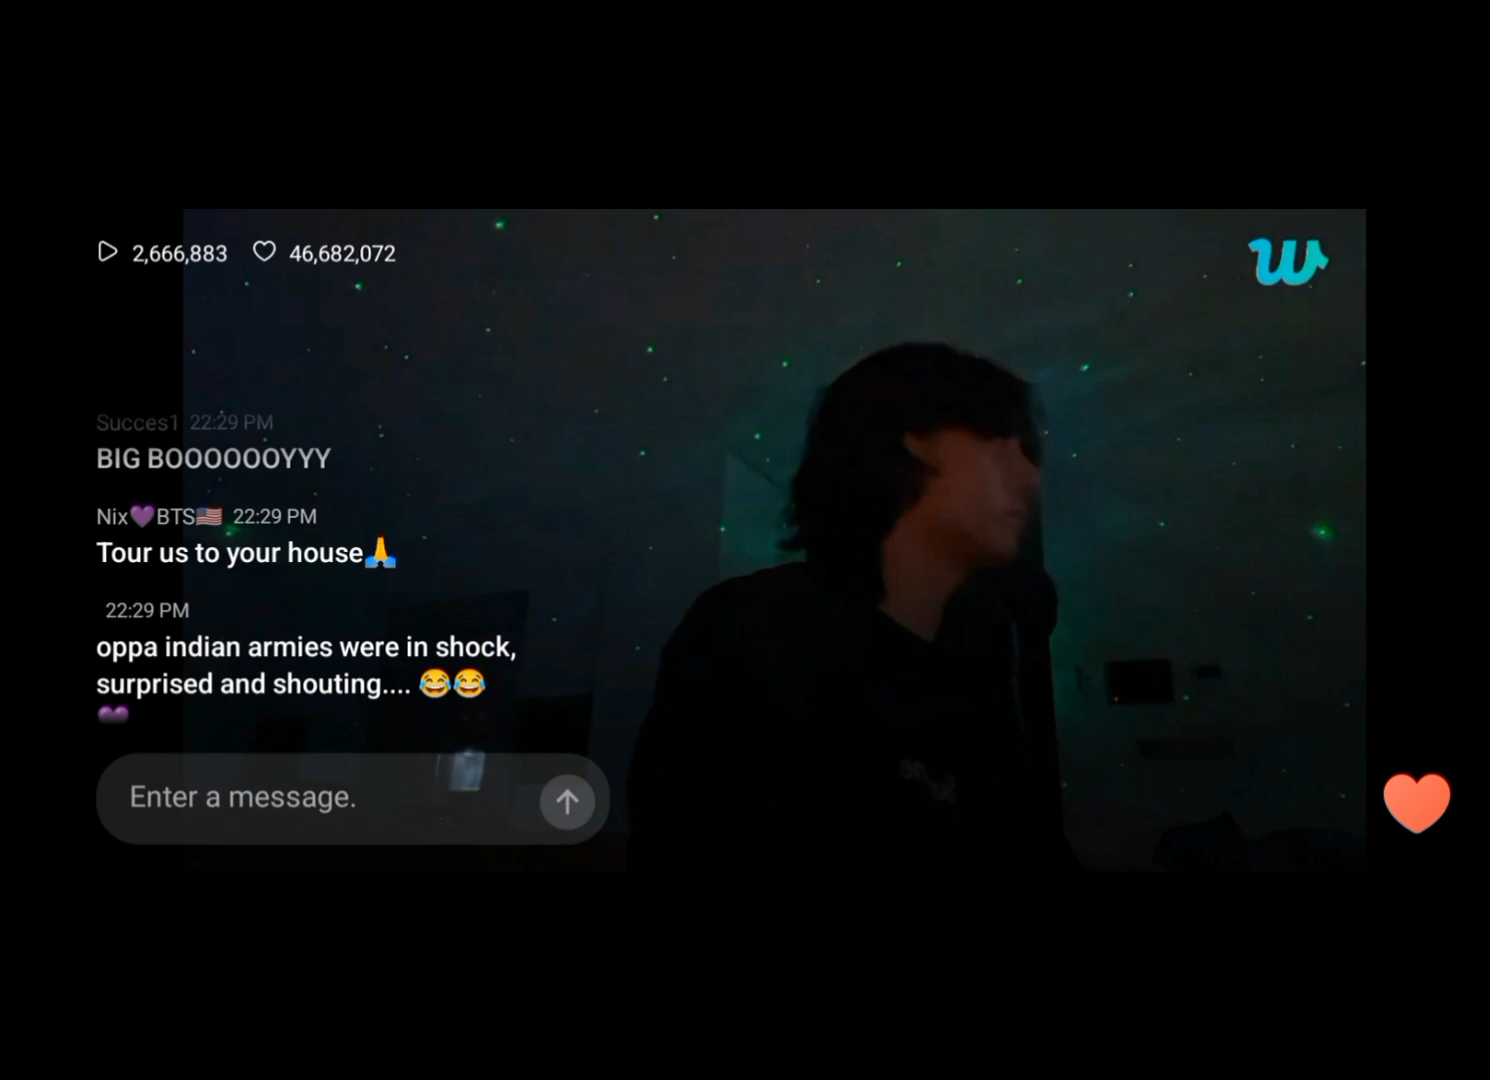 2,666,883 46,682,072
Succes1 22:29 PM
BIG BOOOOOOYYY
Nix💜BTS🇺🇸 22:29 PM
Tour us to your house🙏
22:29 PM
oppa indian armies were in shock,
surprised and shouting.... 😂😂
💜
Enter a message.